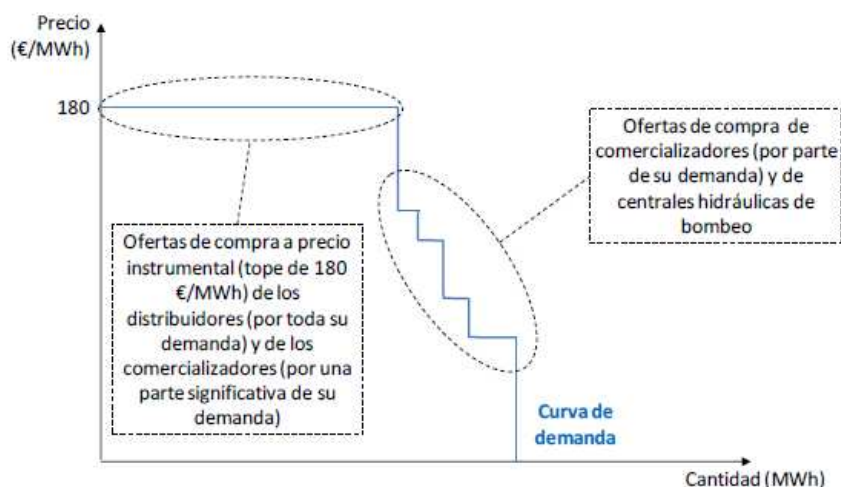 Precio
(€/MWh)
180
Ofertas de compra de
comercializadores (por parte
de su demanda) y de
centrales hidráulicas de
bombeo
Ofertas de compra a precio
instrumental (tope de 180
€/MWh) de los
distribuidores (por toda su
demanda) y de los
comercializadores (por una
parte significativa de su
demanda)
Curva de
demanda
Cantidad (MWh)